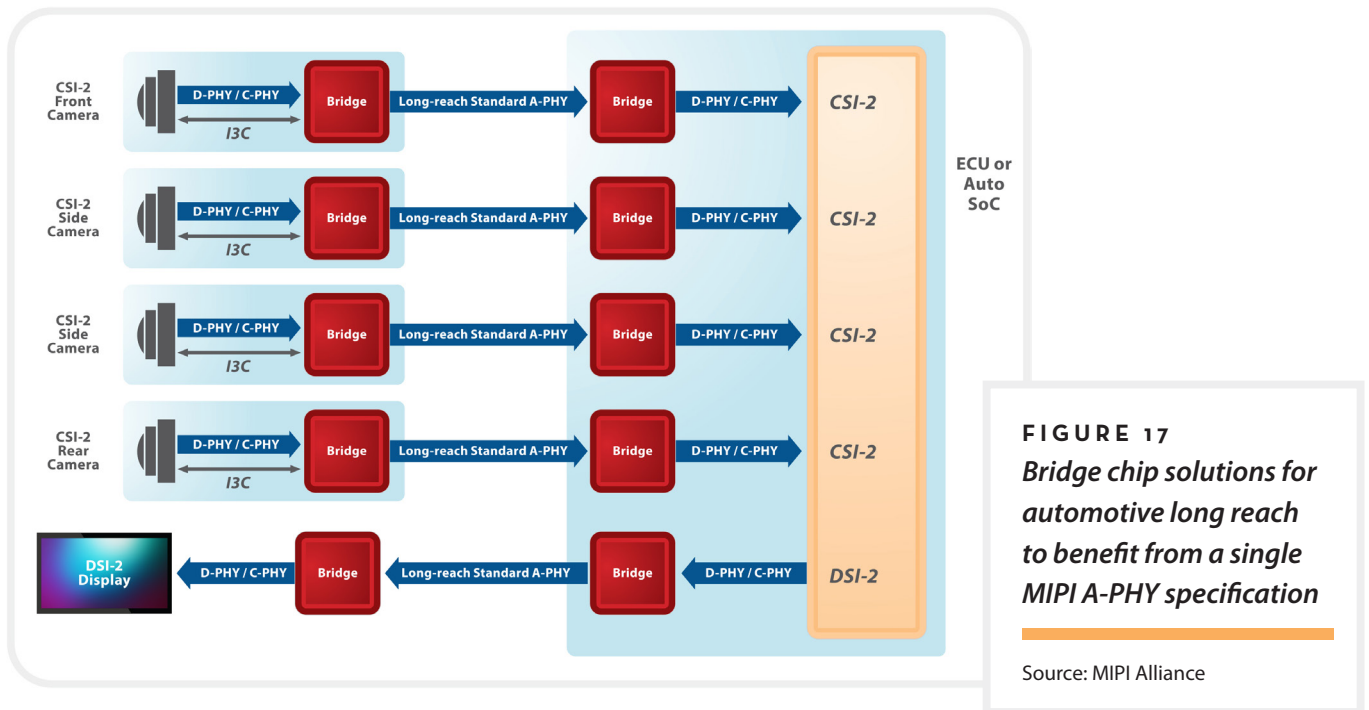 CSI-2
Front
Camera
D-PHY / C-PHY
I3C
Bridge
Long-reach Standard A-PHY
Bridge
D-PHY / C-PHY
CSI-2
CSI-2
Side
Camera
D-PHY / C-PHY
I3C
Bridge
Long-reach Standard A-PHY
Bridge
D-PHY / C-PHY
CSI-2
ECU or
Auto
SoC
CSI-2
Side
Camera
D-PHY / C-PHY
I3C
Bridge
Long-reach Standard A-PHY
Bridge
D-PHY / C-PHY
CSI-2
CSI-2
Rear
Camera
D-PHY / C-PHY
I3C
Bridge
Long-reach Standard A-PHY
Bridge
D-PHY / C-PHY
CSI-2
DSI-2
Display
D-PHY / C-PHY
Bridge
Long-reach Standard A-PHY
Bridge
D-PHY / C-PHY
DSI-2
FIGURE 17
Bridge chip solutions for
automotive long reach
to benefit from a single
MIPI A-PHY specification
Source: MIPI Alliance